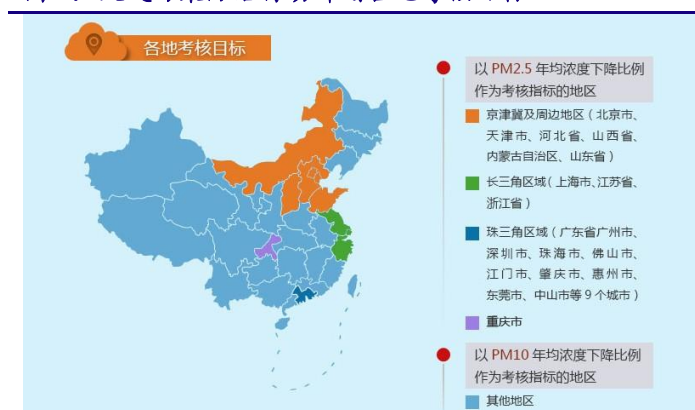 各地考核目标
以 PM2.5 年均浓度下降比例
作为考核指标的地区
京津冀及周边地区（北京市、
天津市、河北省、山西省、
内蒙古自治区、山东省）
长三角区域（上海市、江苏省、
浙江省）
珠三角区域（广东省广州市、
深圳市、珠海市、佛山市、
江门市、肇庆市、惠州市、
东莞市、中山市等 9 个城市）
重庆市
以 PM10 年均浓度下降比例
作为考核指标的地区
其他地区